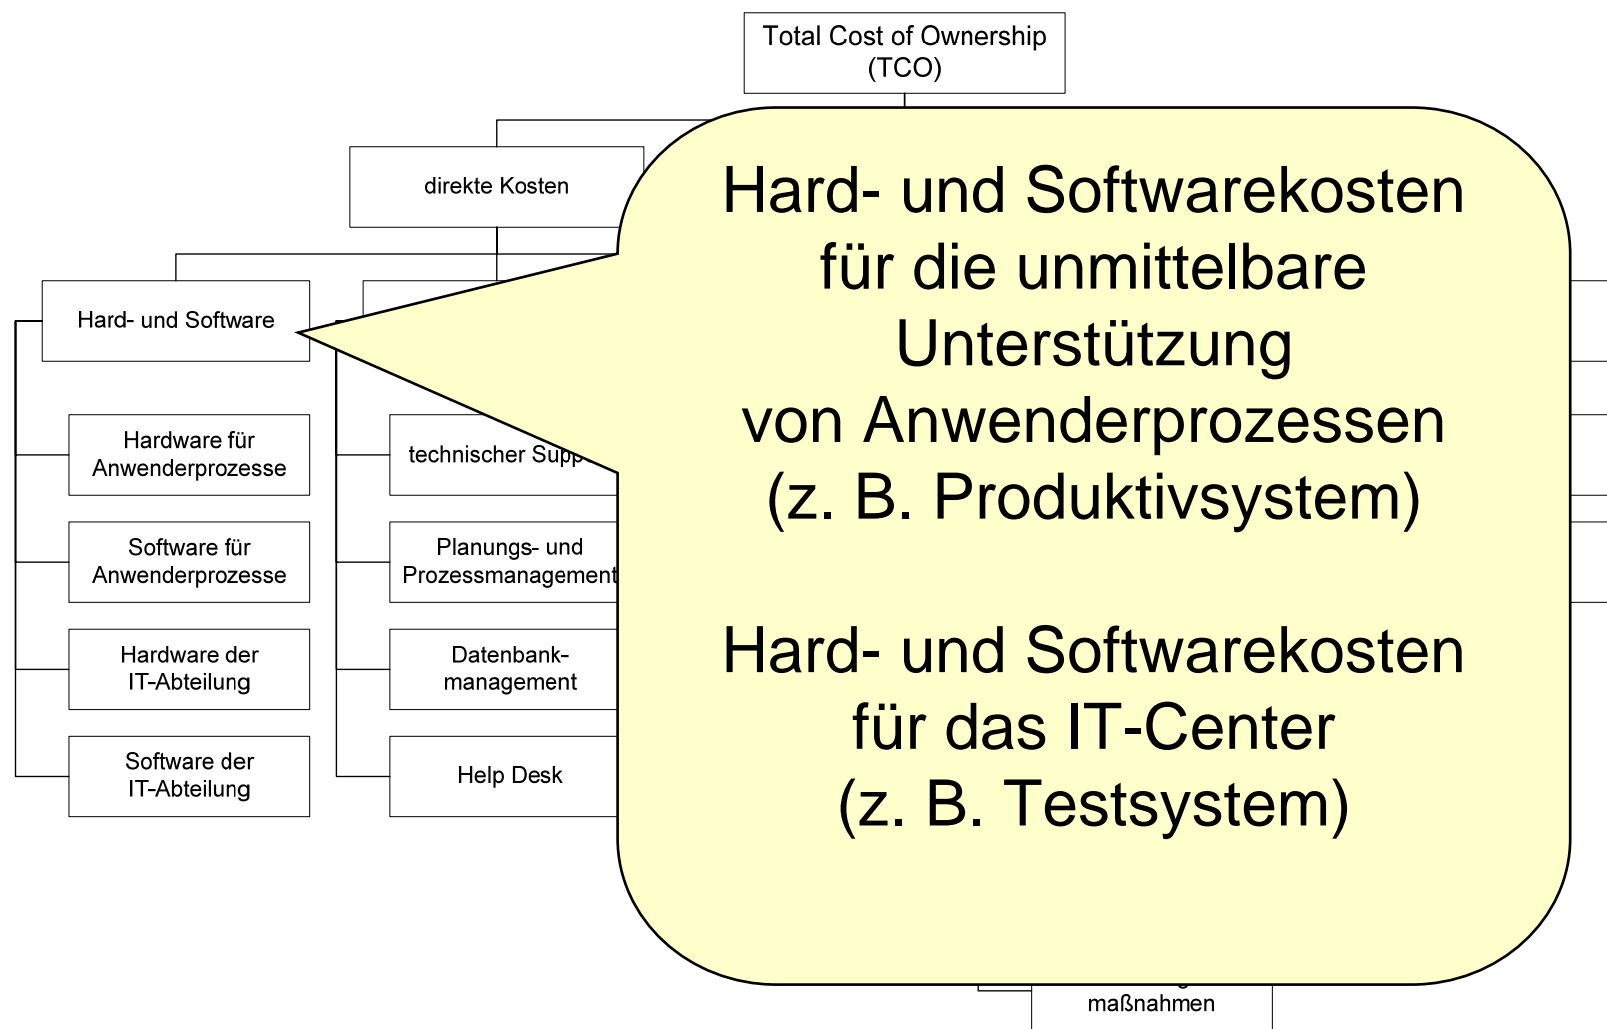 Total Cost of Ownership
(TCO)
direkte Kosten
Hard- und Software
Hardware für
Anwenderprozesse
Software für
Anwenderprozesse
Hardware der
IT-Abteilung
Software der
IT-Abteilung
technischer
Planungs- und
Prozessmanagement
Datenbank-
management
Help Desk
Hard- und Softwarekosten
für die unmittelbare
Unterstützung
von Anwenderprozessen
(z. B. Produktivsystem)
Hard- und Softwarekosten
für das IT-Center
(z. B. Testsystem)
maßnahmen